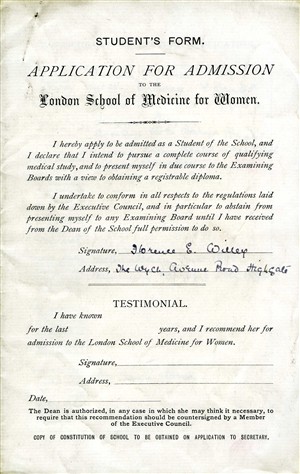 STUDENT'S FORM.
APPLICATION FOR ADMISSION
TO THE
London School of Medicine for Women.
I hereby apply to be admitted as a Student of the School, and
I declare that I intend to pursue a complete course of qualifying
medical study, and to present myself in due course to the Examining
Boards with a view to obtaining a registrable diploma.
I undertake to conform in all respects to the regulations laid
down by the Executive Council, and in particular to abstain from
presenting myself to any Examining Board until I have received
from the Dean of the School full permission to do so.
Signature, Florence E. Willey
Address, The Wych, Avenue Road Highgate
TESTIMONIAL.
I have known
for the last years, and I recommend her for
admission to the London School of Medicine for Women.
Signature,
Address,
Date,
The Dean is authorized, in any case in which she may think it necessary, to
require that this recommendation should be countersigned by a Member
of the Executive Council.
COPY OF CONSTITUTION OF SCHOOL TO BE OBTAINED ON APPLICATION TO SECRETARY.